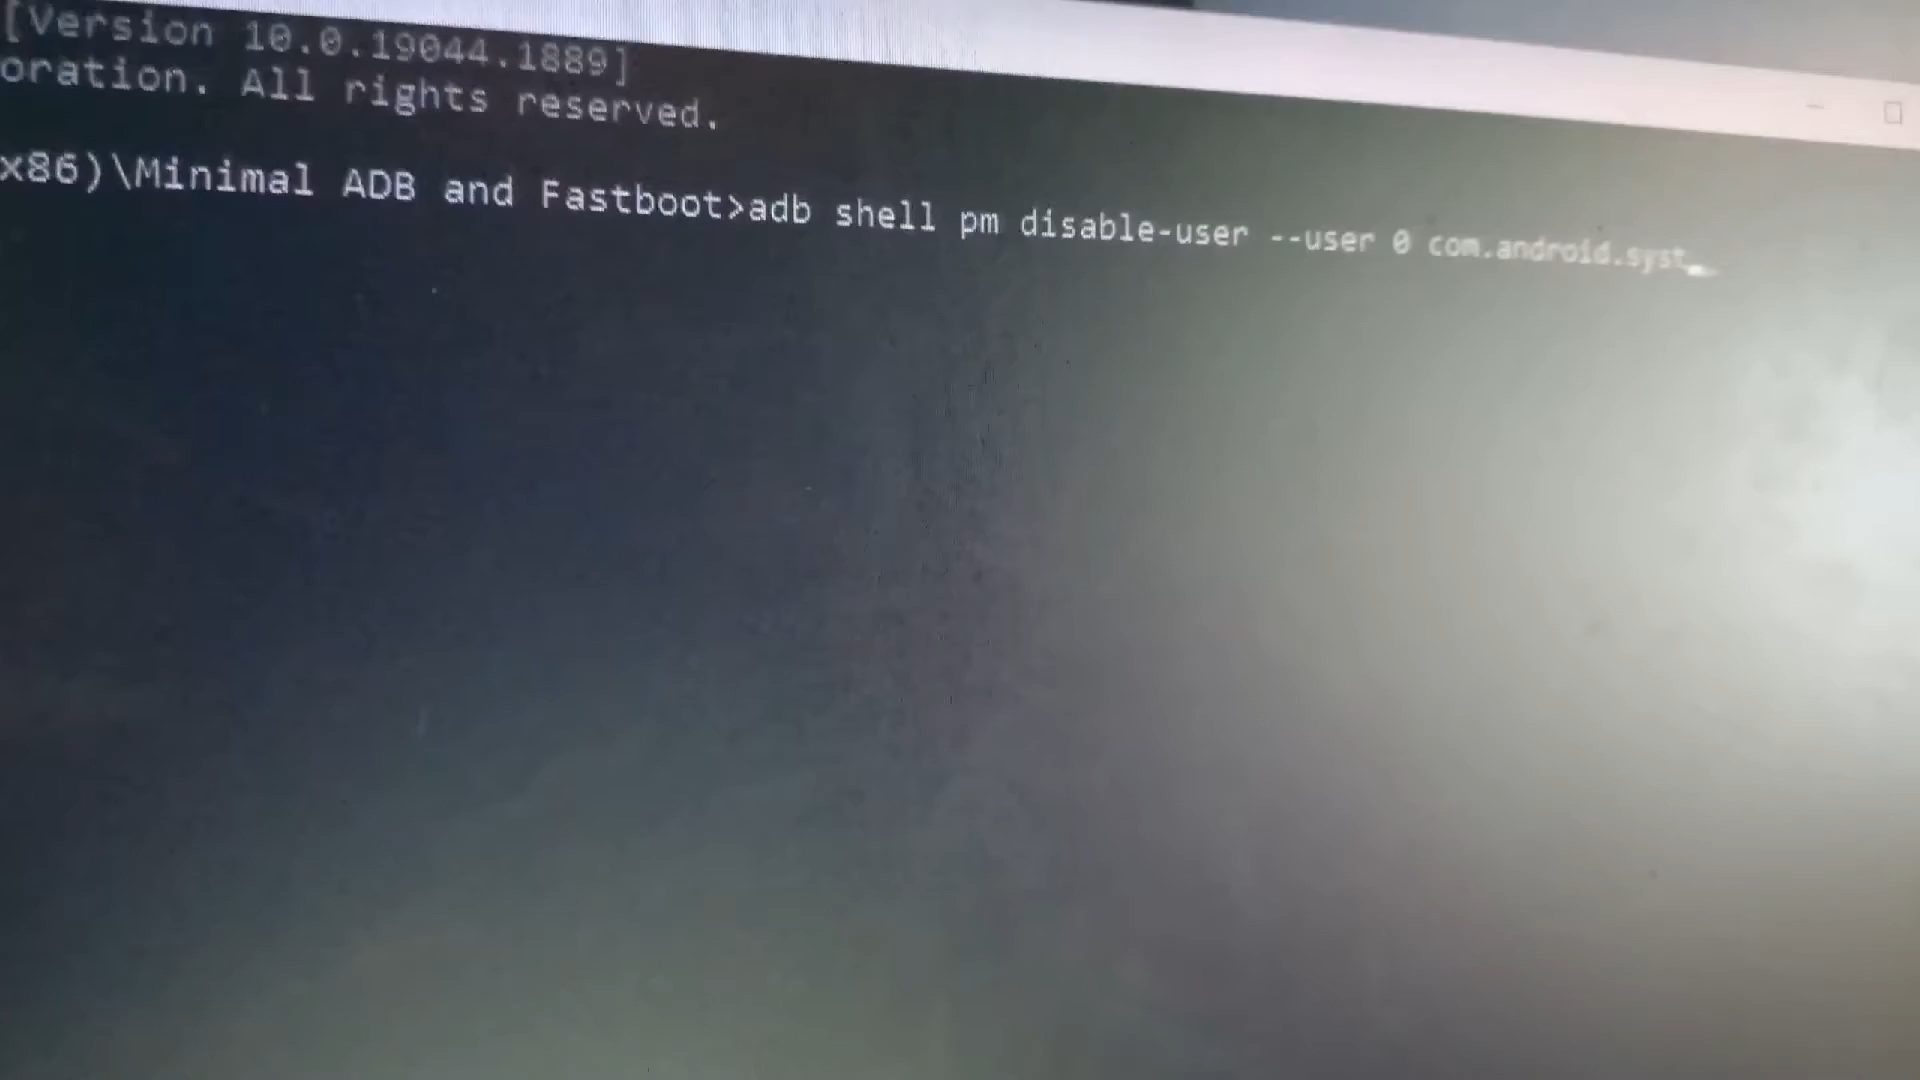 [Version 10.0.19044.1889]
oration. All rights reserved.
x86)\Minimal ADB and Fastboot>adb shell pm disable-user --user 0 com.android.syst_